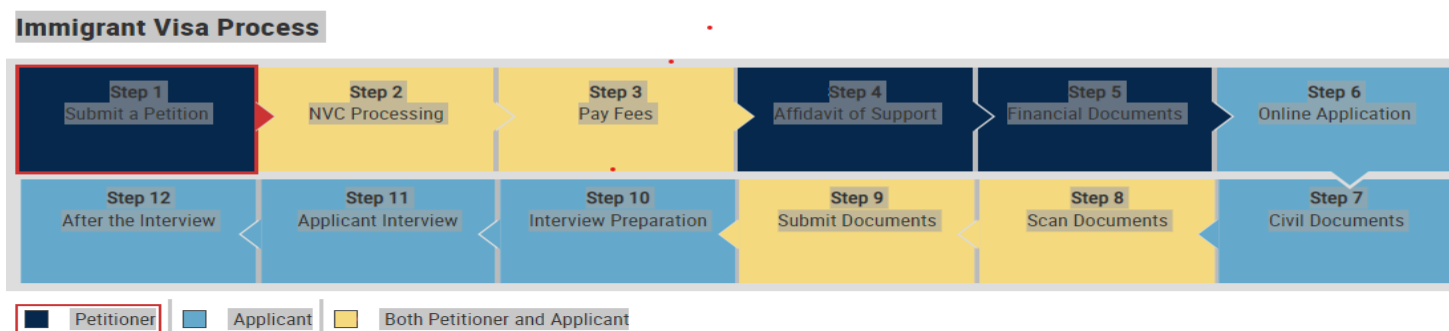 Immigrant Visa Process
Step 1
Submit a Petition
Step 2
NVC Processing
Step 3
Pay Fees
Step 4
Affidavit of Support
Step 5
Financial Documents
Step 6
Online Application
Step 12
After the Interview
Step 11
Applicant Interview
Step 10
Interview Preparation
Step 9
Submit Documents
Step 8
Scan Documents
Step 7
Civil Documents
Petitioner
Applicant
Both Petitioner and Applicant